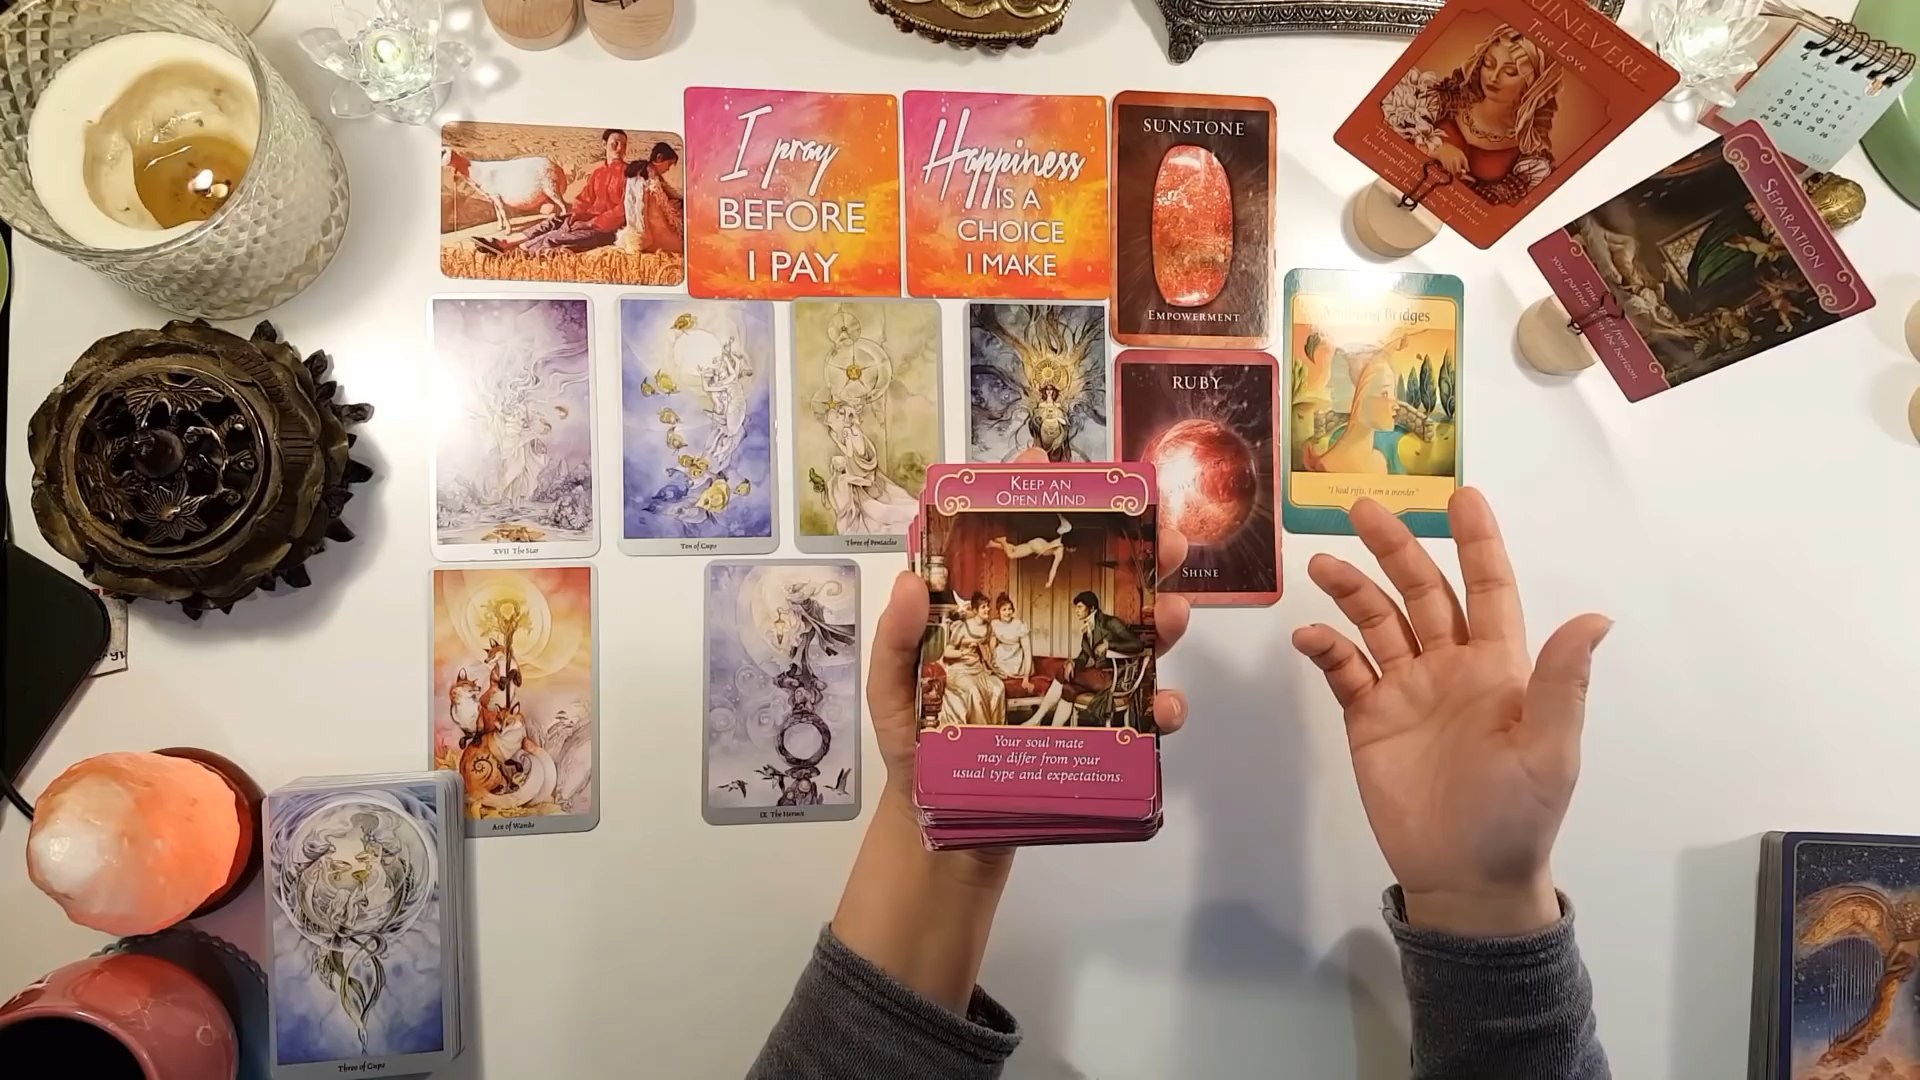 I pray
BEFORE
I PAY
Happiness
IS A
CHOICE
I MAKE
SUNSTONE
EMPOWERMENT
GUINEVERE
True Love
April
2018
SEPARATION
Bridges
"I heal rifts. I am a mender"
RUBY
SHINE
XVII The Star
Ten of Cups
Three of Pentacles
KEEP AN
OPEN MIND
Your soul mate
may differ from your
usual type and expectations.
Ace of Wands
IX The Hermit
Three of Cups